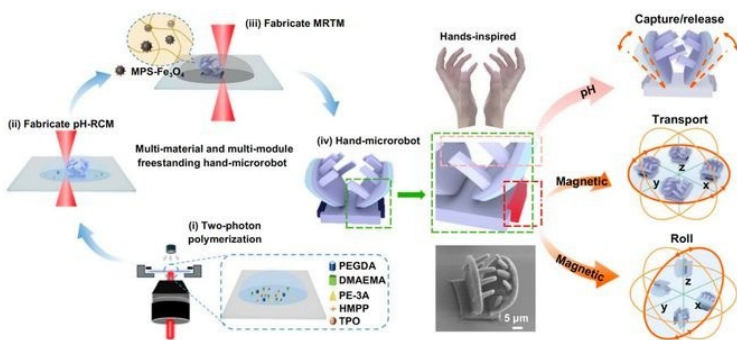 (iii) Fabricate MRTM
MPS-Fe₃O₄
(ii) Fabricate pH-RCM
Multi-material and multi-module
freestanding hand-microrobot
(i) Two-photon
polymerization
PEGDA
DMAEMA
PE-3A
HMPP
TPO
(iv) Hand-microrobot
Hands-inspired
5 μm
pH
Magnetic
Magnetic
Capture/release
Transport
z
y
x
Roll
z
y
x